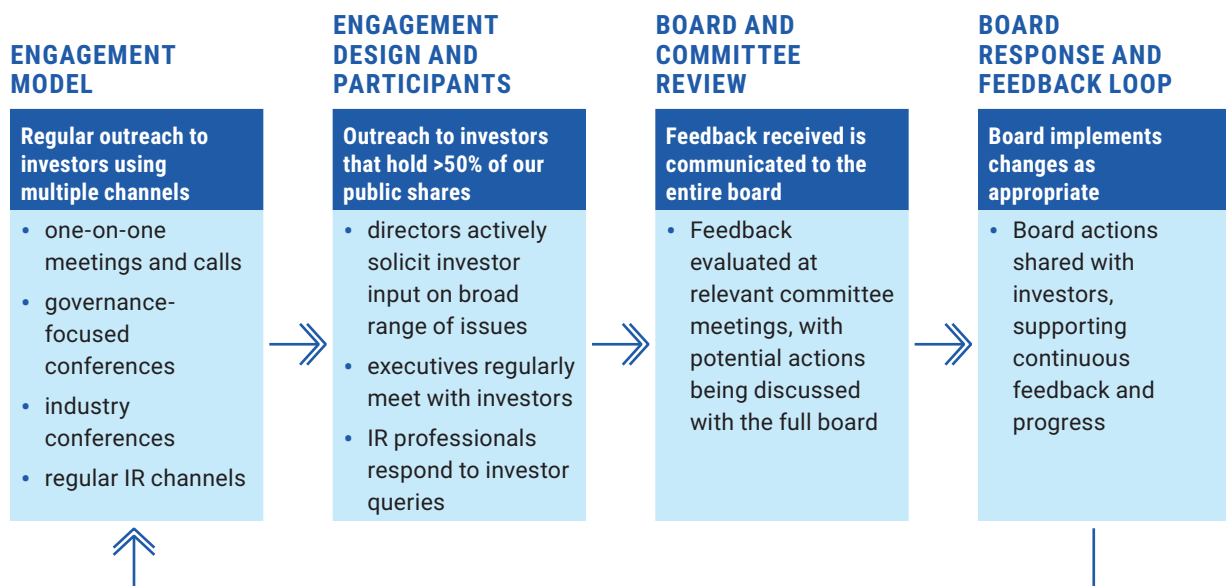 ENGAGEMENT
MODEL
Regular outreach to
investors using
multiple channels
• one-on-one
meetings and calls
• governance-
focused
conferences
• industry
conferences
• regular IR channels
ENGAGEMENT
DESIGN AND
PARTICIPANTS
Outreach to investors
that hold >50% of our
public shares
• directors actively
solicit investor
input on broad
range of issues
• executives regularly
meet with investors
• IR professionals
respond to investor
queries
BOARD AND
COMMITTEE
REVIEW
Feedback received is
communicated to the
entire board
• Feedback
evaluated at
relevant committee
meetings, with
potential actions
being discussed
with the full board
BOARD
RESPONSE AND
FEEDBACK LOOP
Board implements
changes as
appropriate
• Board actions
shared with
investors,
supporting
continuous
feedback and
progress